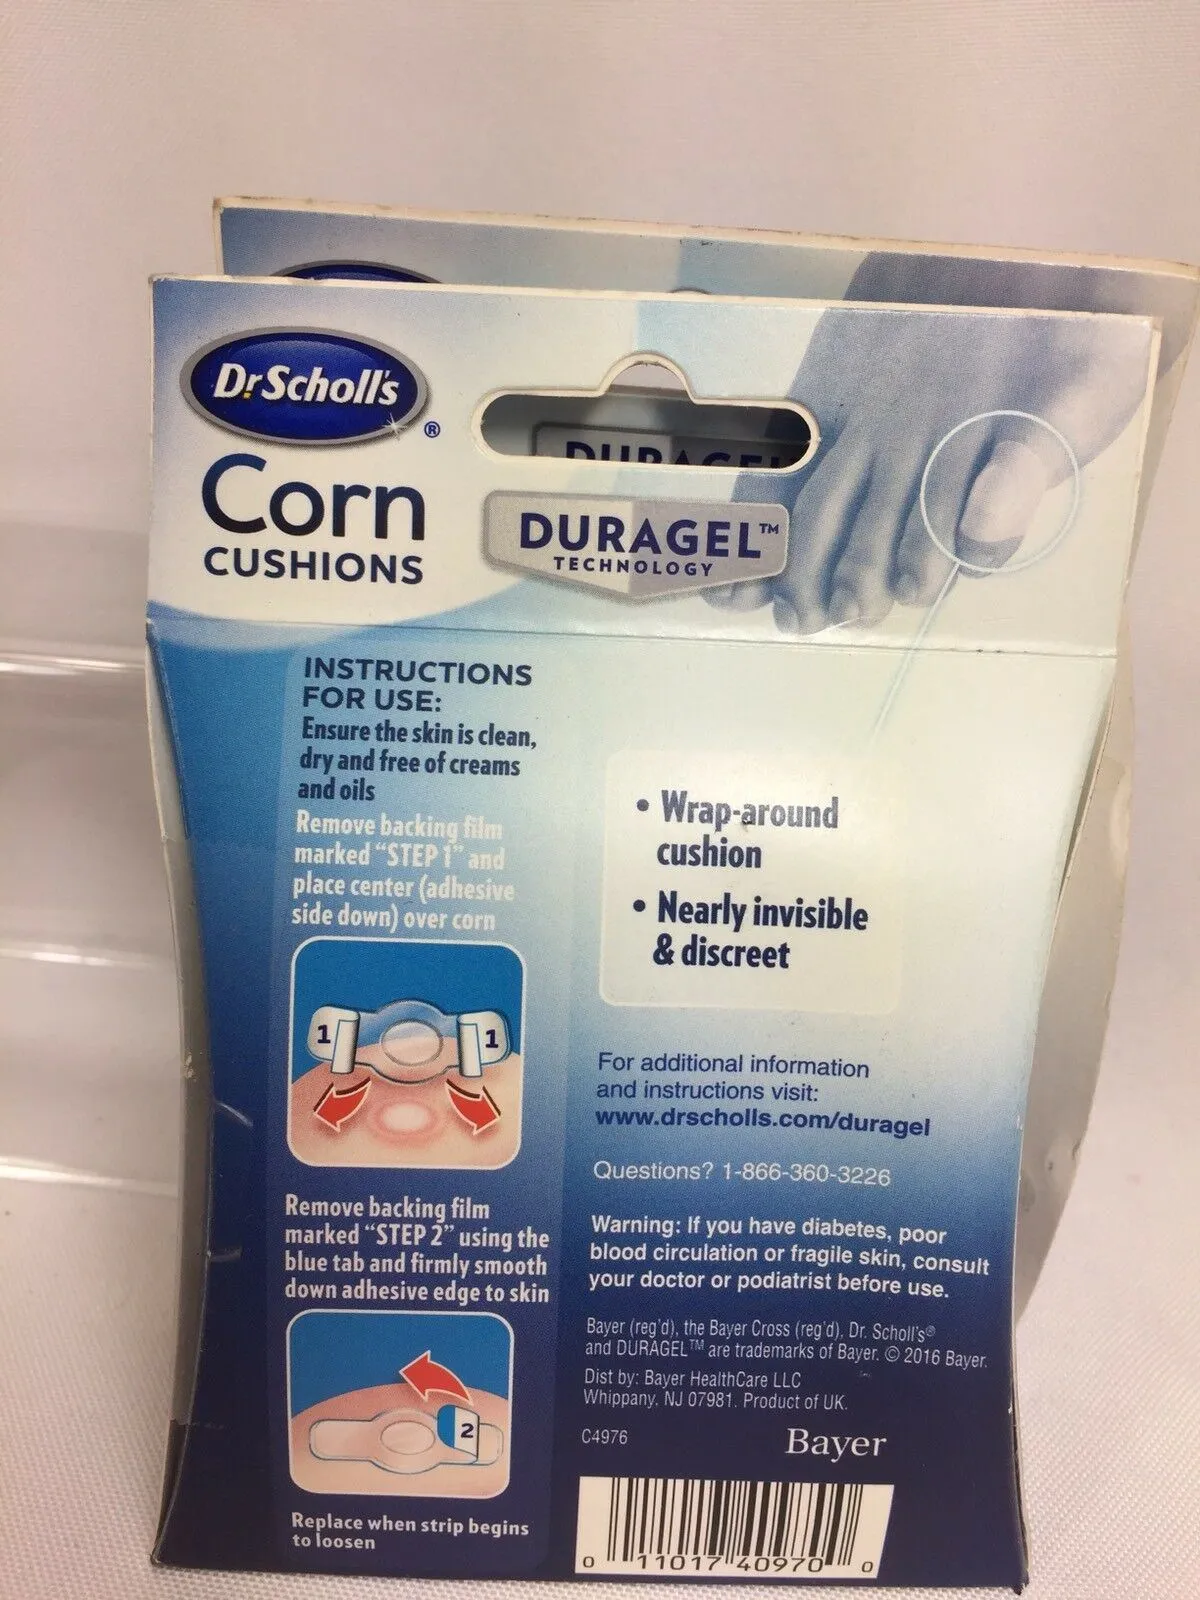 Dr. Scholl's®
Corn
CUSHIONS
DURAGEL
DURAGEL™
TECHNOLOGY
INSTRUCTIONS
FOR USE:
Ensure the skin is clean,
dry and free of creams
and oils
Remove backing film
marked “STEP 1” and
place center (adhesive
side down) over corn
1
1
Remove backing film
marked “STEP 2” using the
blue tab and firmly smooth
down adhesive edge to skin
2
Replace when strip begins
to loosen
• Wrap-around
cushion
• Nearly invisible
& discreet
For additional information
and instructions visit:
www.drscholls.com/duragel
Questions? 1-866-360-3226
Warning: If you have diabetes, poor
blood circulation or fragile skin, consult
your doctor or podiatrist before use.
Bayer (reg'd), the Bayer Cross (reg'd), Dr. Scholl's®
and DURAGEL™ are trademarks of Bayer. © 2016 Bayer.
Dist by: Bayer HealthCare LLC
Whippany, NJ 07981. Product of UK.
C4976
Bayer
0 11017 40970 0